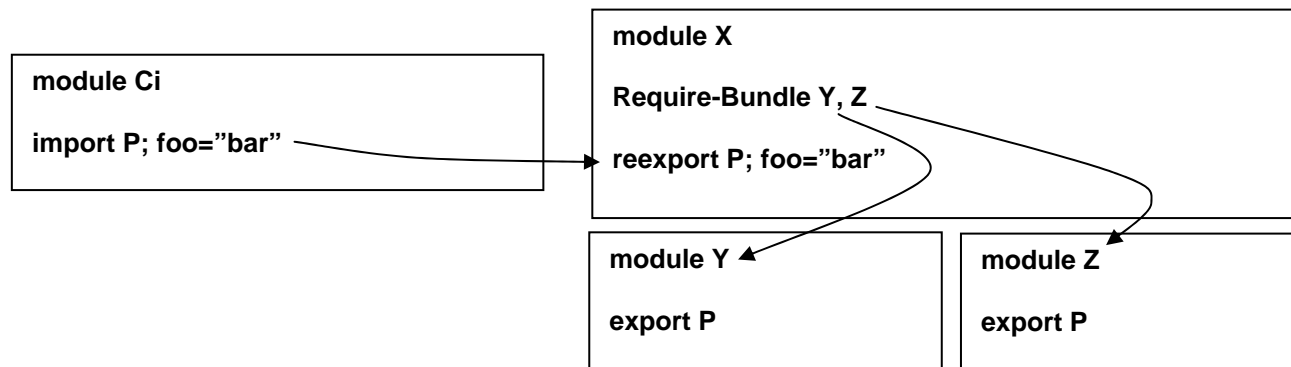 module Ci
import P; foo=”bar”
module X
Require-Bundle Y, Z
reexport P; foo=”bar”
module Y
export P
module Z
export P